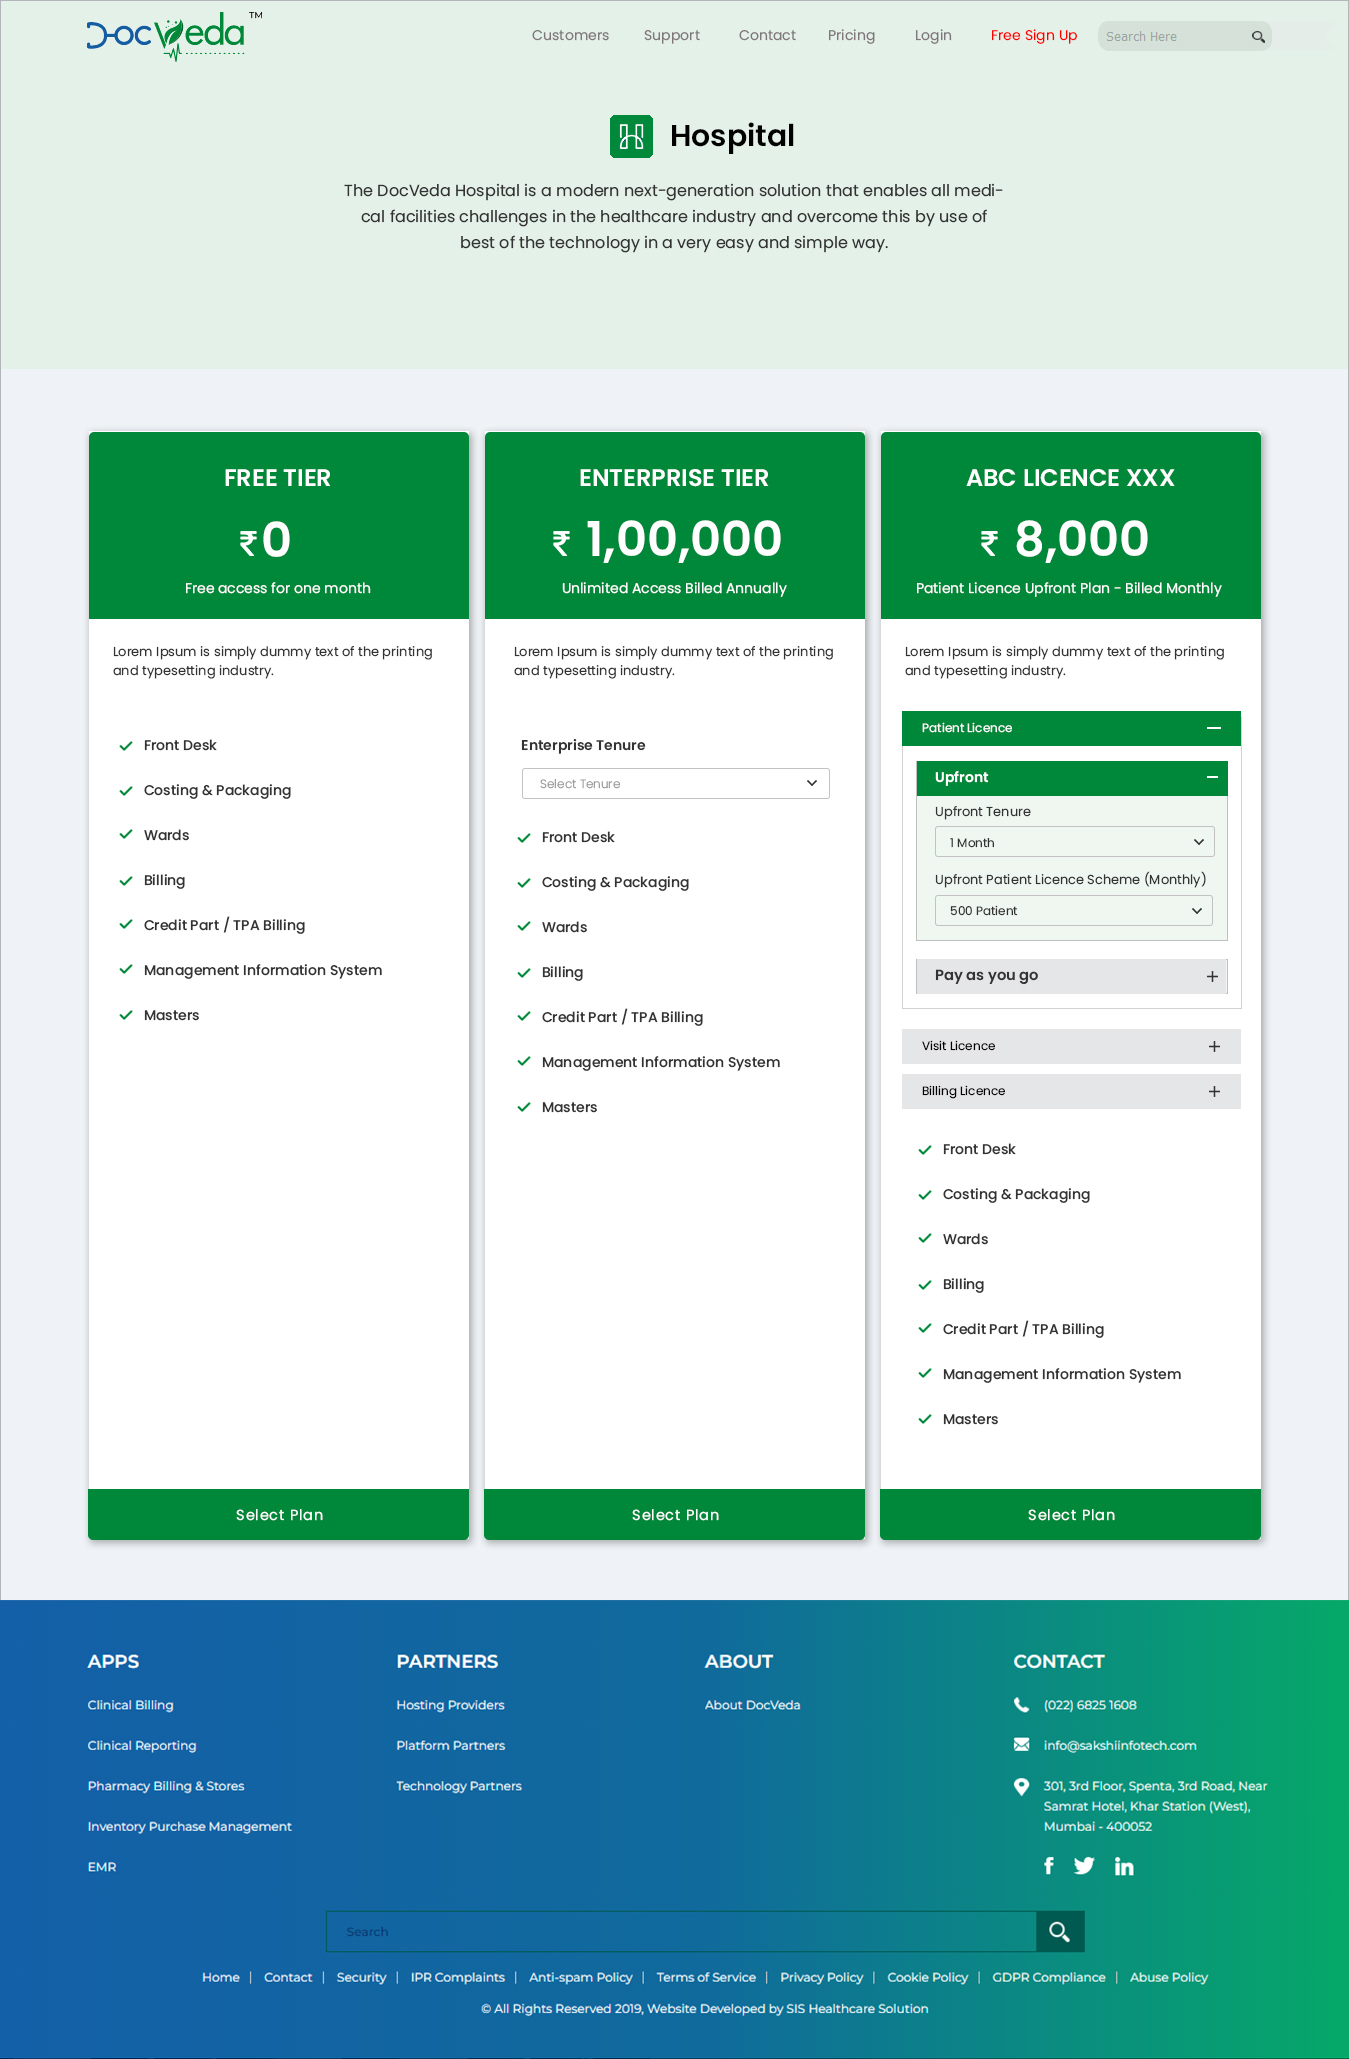 DocVeda™
Customers Support Contact Pricing Login Free Sign Up Search Here
Hospital
The DocVeda Hospital is a modern next-generation solution that enables all medi-
cal facilities challenges in the healthcare industry and overcome this by use of
best of the technology in a very easy and simple way.
FREE TIER
₹0
Free access for one month
Lorem Ipsum is simply dummy text of the printing
and typesetting industry.
Front Desk
Costing & Packaging
Wards
Billing
Credit Part / TPA Billing
Management Information System
Masters
Select Plan
ENTERPRISE TIER
₹ 1,00,000
Unlimited Access Billed Annually
Lorem Ipsum is simply dummy text of the printing
and typesetting industry.
Enterprise Tenure
Select Tenure
Front Desk
Costing & Packaging
Wards
Billing
Credit Part / TPA Billing
Management Information System
Masters
Select Plan
ABC LICENCE XXX
₹ 8,000
Patient Licence Upfront Plan - Billed Monthly
Lorem Ipsum is simply dummy text of the printing
and typesetting industry.
Patient Licence
Upfront
Upfront Tenure
1 Month
Upfront Patient Licence Scheme (Monthly)
500 Patient
Pay as you go
Visit Licence
Billing Licence
Front Desk
Costing & Packaging
Wards
Billing
Credit Part / TPA Billing
Management Information System
Masters
Select Plan
APPS
Clinical Billing
Clinical Reporting
Pharmacy Billing & Stores
Inventory Purchase Management
EMR
PARTNERS
Hosting Providers
Platform Partners
Technology Partners
ABOUT
About DocVeda
CONTACT
(022) 6825 1608
info@sakshiinfotech.com
301, 3rd Floor, Spenta, 3rd Road, Near
Samrat Hotel, Khar Station (West),
Mumbai - 400052
Search
Home | Contact | Security | IPR Complaints | Anti-spam Policy | Terms of Service | Privacy Policy | Cookie Policy | GDPR Compliance | Abuse Policy
© All Rights Reserved 2019, Website Developed by SIS Healthcare Solution